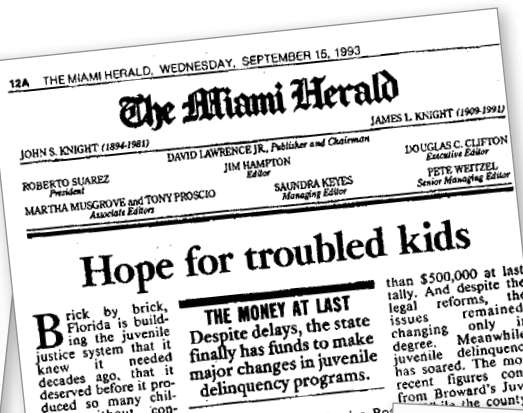 12A THE MIAMI HERALD, WEDNESDAY, SEPTEMBER 15, 1993
The Miami Herald
JOHN S. KNIGHT (1894-1981)
JAMES L. KNIGHT (1909-1991)
DAVID LAWRENCE JR., Publisher and Chairman
ROBERTO SUAREZ
President
JIM HAMPTON
Editor
DOUGLAS C. CLIFTON
Executive Editor
MARTHA MUSGROVE and TONY PROSCIO
Associate Editors
SAUNDRA KEYES
Managing Editor
PETE WEITZEL
Senior Managing Editor
Hope for troubled kids
Brick by brick,
Florida is build-
ing the juvenile
justice system that it
knew it needed
decades ago, that it
deserved before it pro-
duced so many chil-
THE MONEY AT LAST
Despite delays, the state
finally has funds to make
major changes in juvenile
delinquency programs.
than $500,000 at last
tally. And despite the
legal reforms, the
issues remained
changing only i
degree. Meanwhile
juvenile delinquenc
has soared. The mo
recent figures con
from Broward's Juv
the county